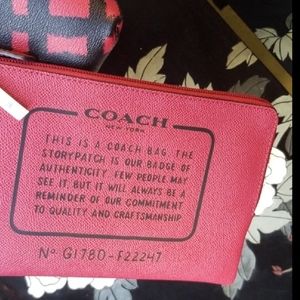 COACH
NEW YORK
THIS IS A COACH BAG. THE
STORYPATCH IS OUR BADGE OF
AUTHENTICITY. FEW PEOPLE MAY
SEE IT. BUT IT WILL ALWAYS BE A
REMINDER OF OUR COMMITMENT
TO QUALITY AND CRAFTSMANSHIP.
No G1780-F22247